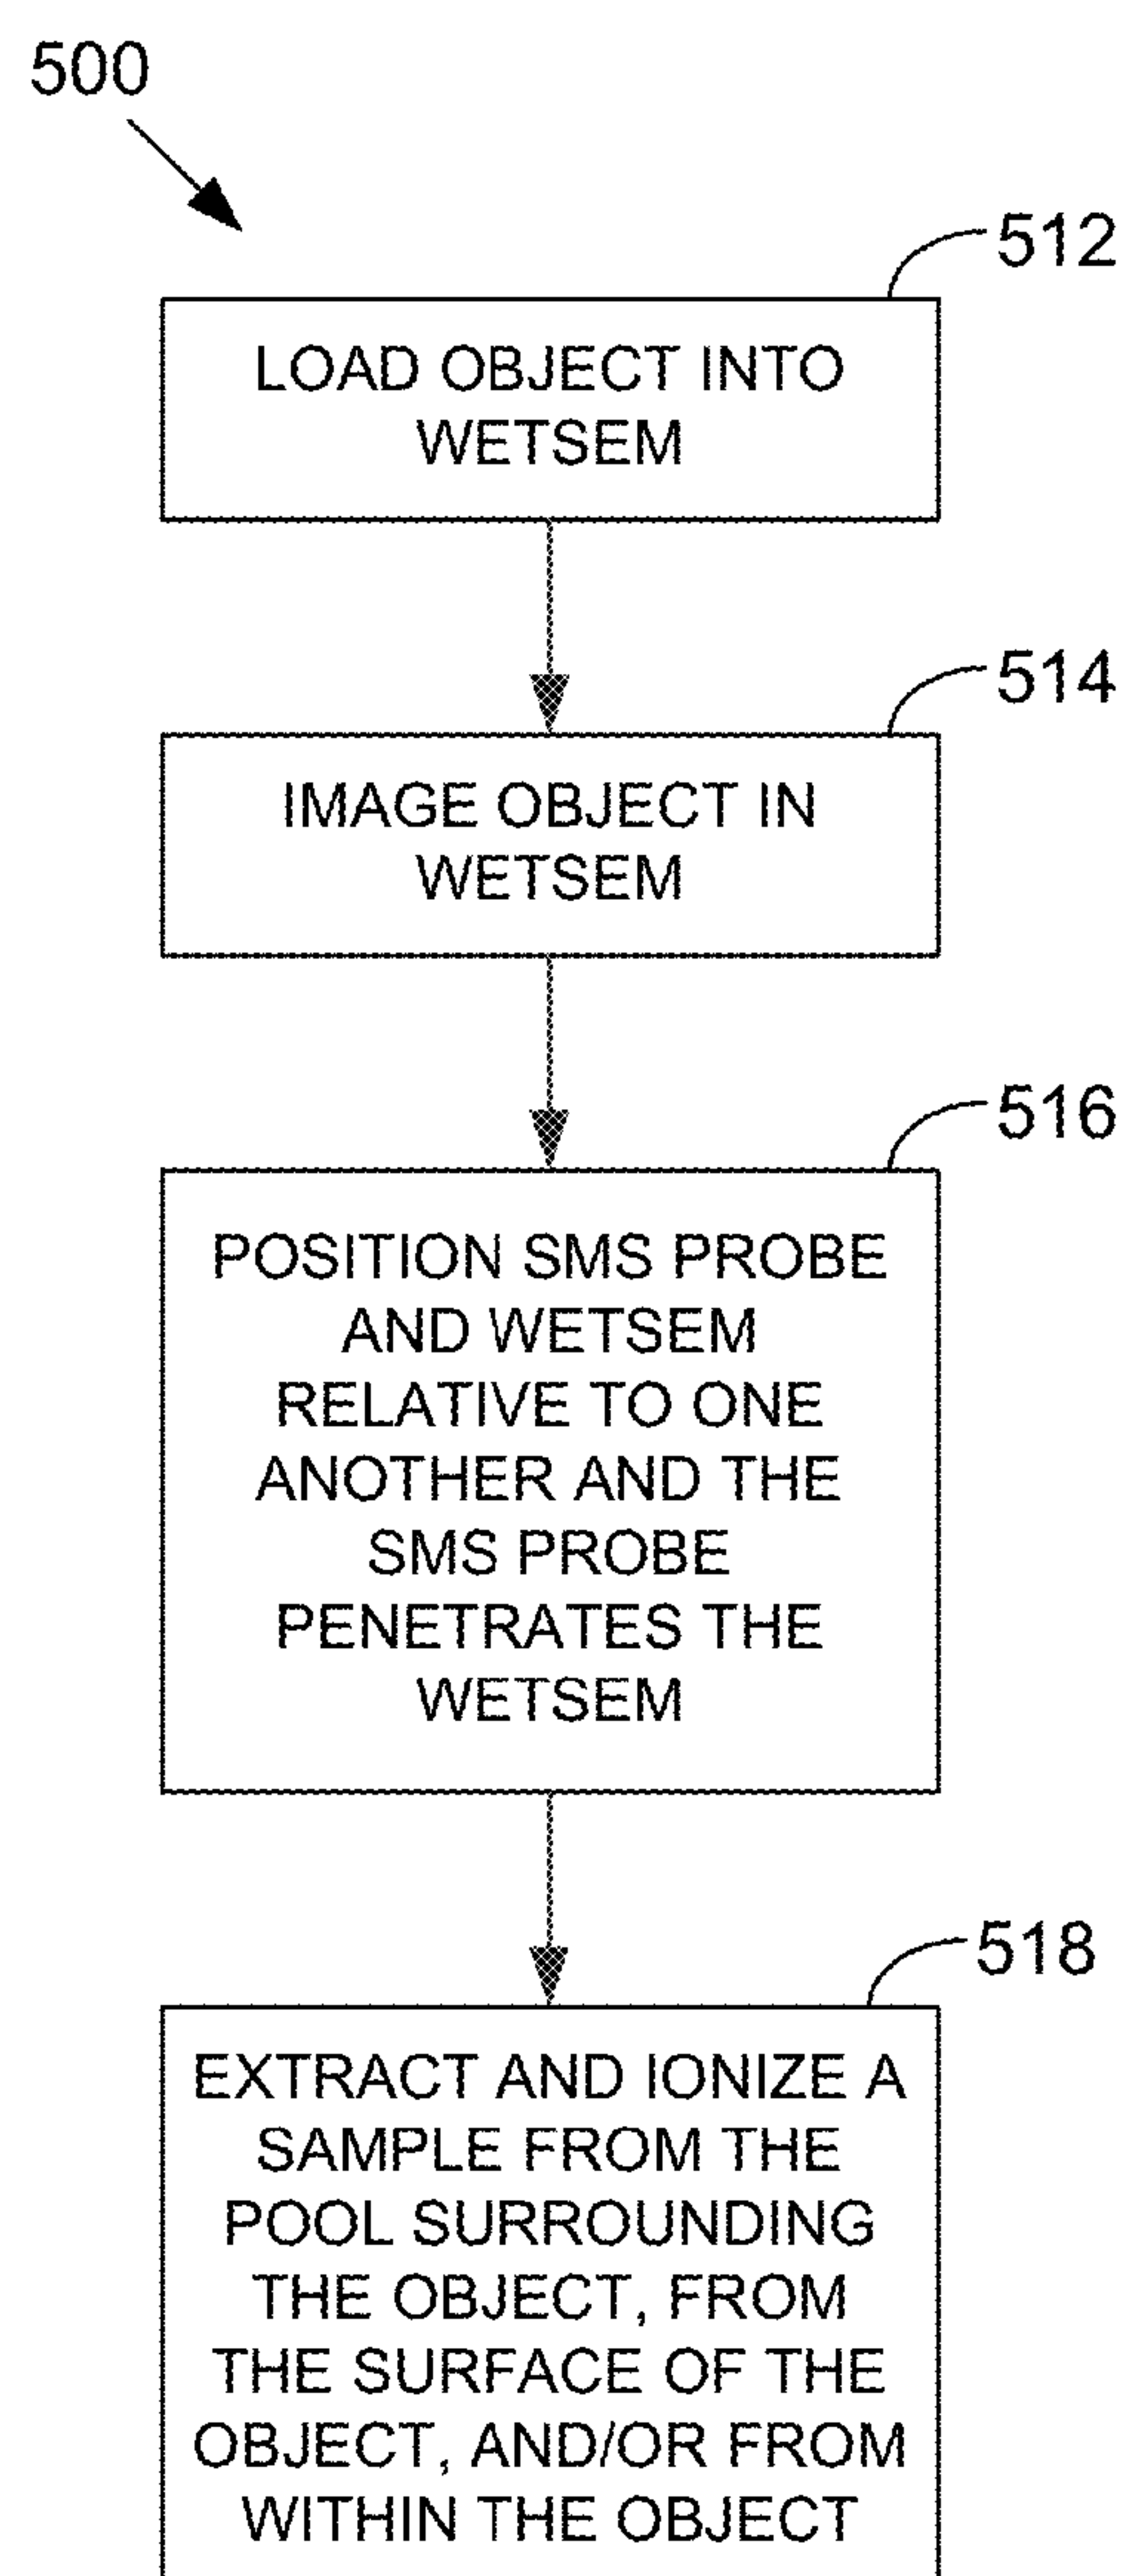 500
512
LOAD OBJECT INTO
WETSEM
514
IMAGE OBJECT IN
WETSEM
516
POSITION SMS PROBE
AND WETSEM
RELATIVE TO ONE
ANOTHER AND THE
SMS PROBE
PENETRATES THE
WETSEM
518
EXTRACT AND IONIZE A
SAMPLE FROM THE
POOL SURROUNDING
THE OBJECT, FROM
THE SURFACE OF THE
OBJECT, AND/OR FROM
WITHIN THE OBJECT